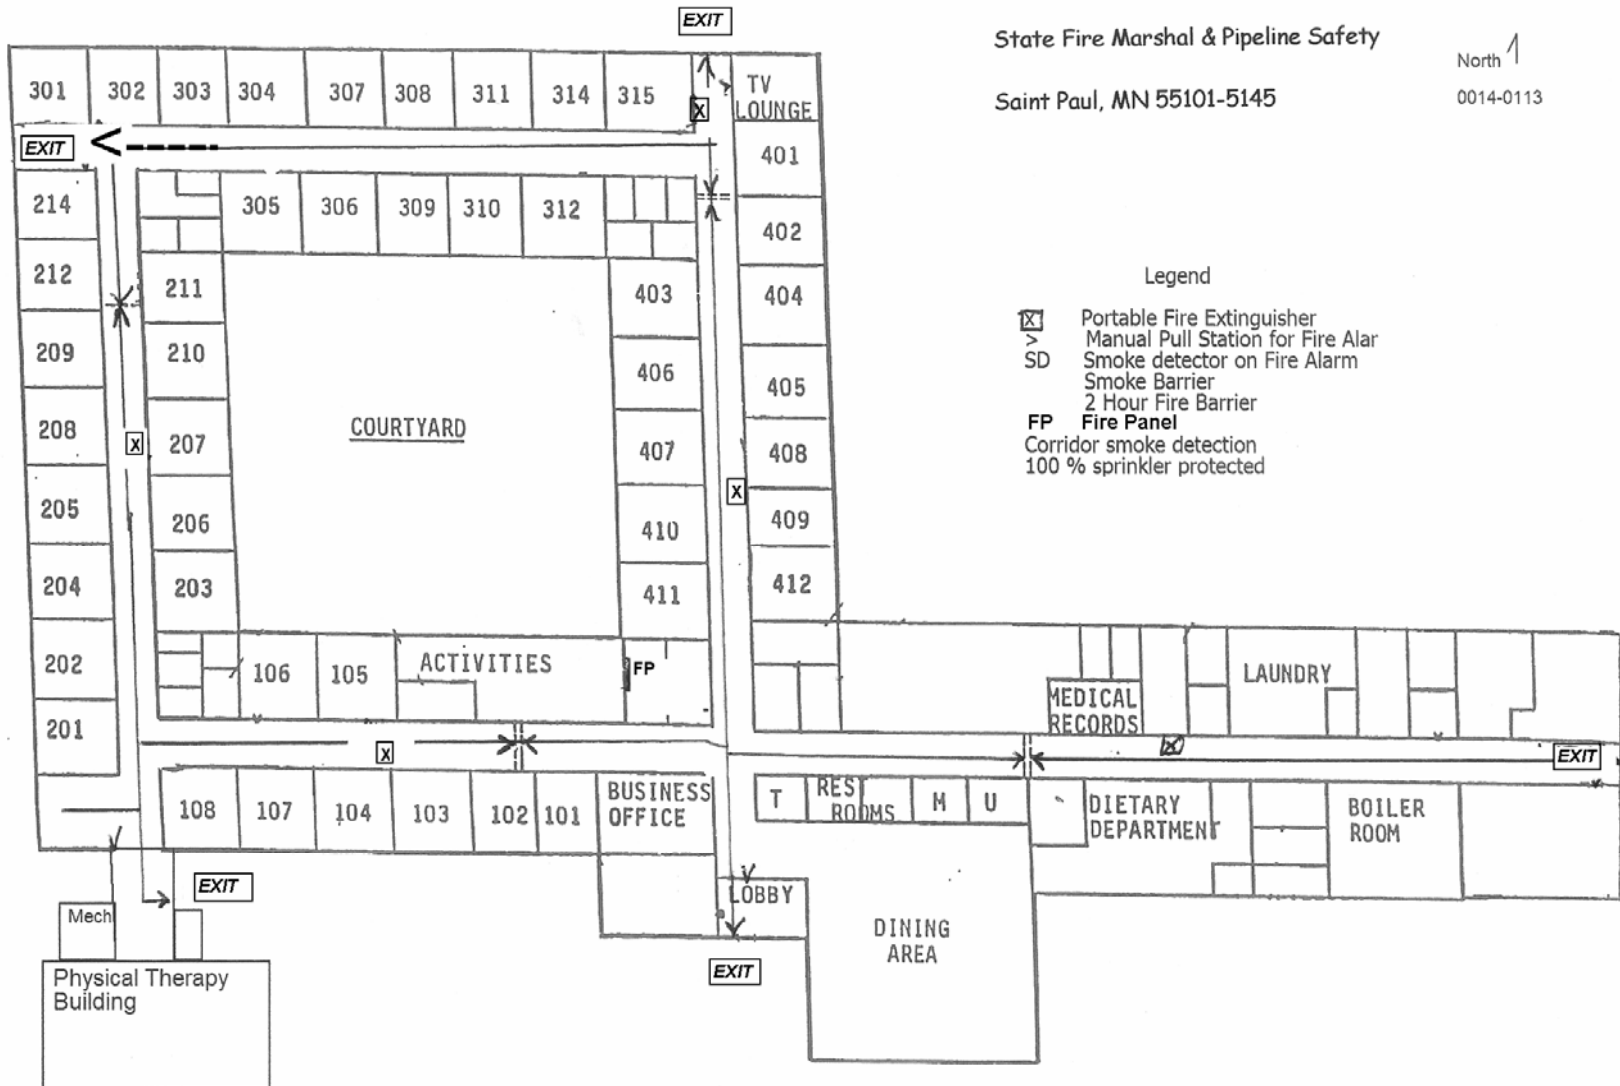 EXIT
State Fire Marshal & Pipeline Safety
North
Saint Paul, MN 55101-5145
0014-0113
301 302 303 304 307 308 311 314 315
TV
LOUNGE
EXIT
401
214
305 306 309 310 312
402
212
211
403
404
Legend
X Portable Fire Extinguisher
> Manual Pull Station for Fire Alar
SD Smoke detector on Fire Alarm
Smoke Barrier
2 Hour Fire Barrier
FP Fire Panel
Corridor smoke detection
100 % sprinkler protected
X
209
210
406
405
208
X
207
COURTYARD
407
408
X
205
206
410
409
204
203
411
412
202
106
105
ACTIVITIES
FP
MEDICAL
RECORDS
LAUNDRY
201
X
X
EXIT
108 107 104 103 102 101
BUSINESS
OFFICE
T
REST
ROOMS
M
U
DIETARY
DEPARTMENT
BOILER
ROOM
EXIT
LOBBY
Mech
DINING
AREA
EXIT
Physical Therapy
Building